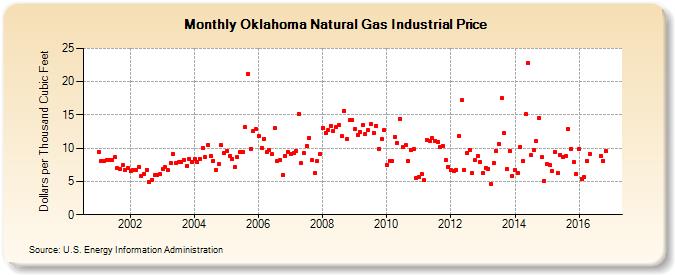 Monthly Oklahoma Natural Gas Industrial Price
Dollars per Thousand Cubic Feet
25
20
15
10
5
0
2002 2004 2006 2008 2010 2012 2014 2016
Source: U.S. Energy Information Administration